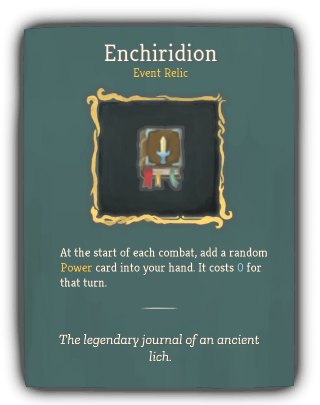 Enchiridion
Event Relic
At the start of each combat, add a random
Power card into your hand. It costs 0 for
that turn.
The legendary journal of an ancient
lich.